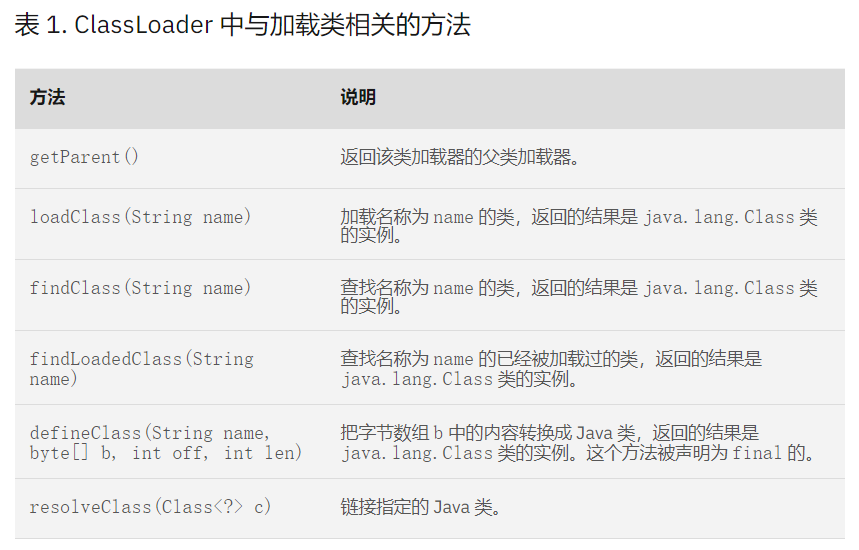 表 1. ClassLoader 中与加载类相关的方法
方法 说明
getParent() 返回该类加载器的父类加载器。
loadClass(String name) 加载名称为 name 的类，返回的结果是 java.lang.Class 类
的实例。
findClass(String name) 查找名称为 name 的类，返回的结果是 java.lang.Class 类
的实例。
findLoadedClass(String 查找名称为 name 的已经被加载过的类，返回的结果是
name) java.lang.Class 类的实例。
defineClass(String name, 把字节数组 b 中的内容转换成 Java 类，返回的结果是
byte[] b, int off, int len) java.lang.Class 类的实例。这个方法被声明为 final 的。
resolveClass(Class<?> c) 链接指定的 Java 类。